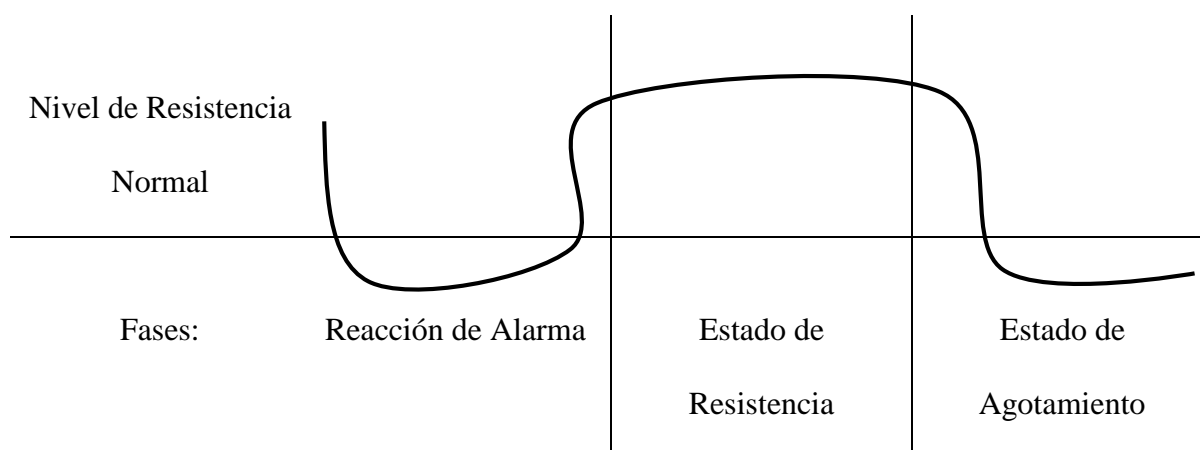 Nivel de Resistencia
Normal
Fases:
Reacción de Alarma
Estado de
Resistencia
Estado de
Agotamiento